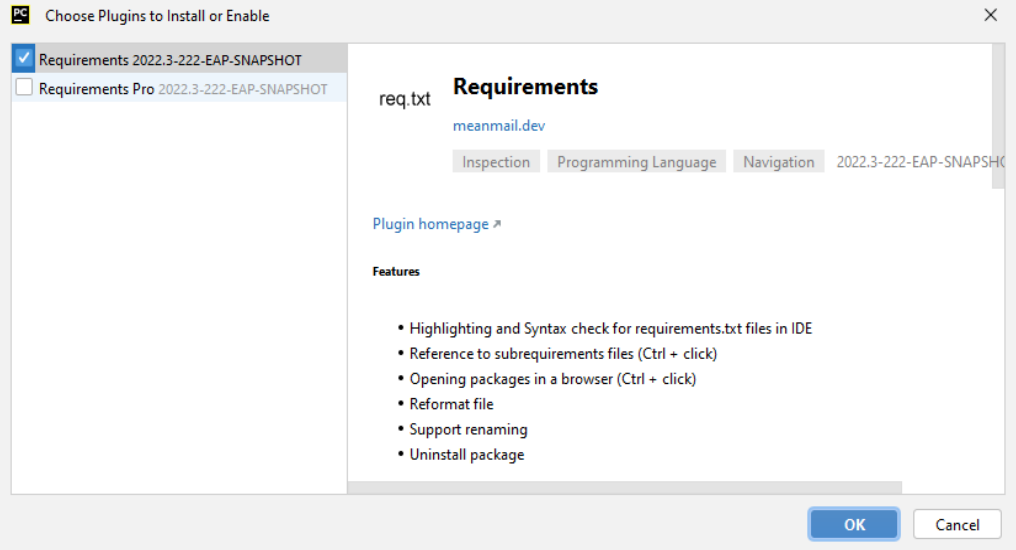 PC Choose Plugins to Install or Enable
Requirements 2022.3-222-EAP-SNAPSHOT
Requirements Pro 2022.3-222-EAP-SNAPSHOT
req.txt
Requirements
meanmail.dev
Inspection Programming Language Navigation 2022.3-222-EAP-SNAPSHO
Plugin homepage
Features
• Highlighting and Syntax check for requirements.txt files in IDE
• Reference to subrequirements files (Ctrl + click)
• Opening packages in a browser (Ctrl + click)
• Reformat file
• Support renaming
• Uninstall package
OK Cancel